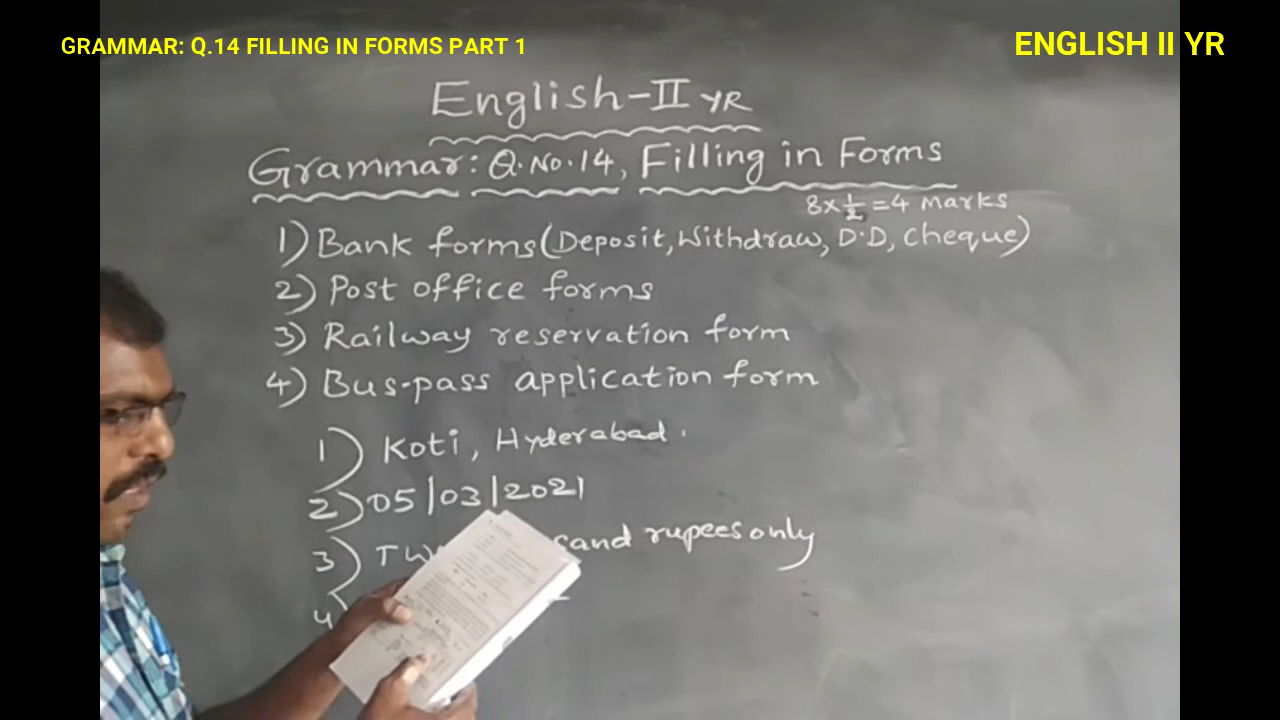 GRAMMAR: Q.14 FILLING IN FORMS PART 1
ENGLISH II YR
English-II YR
Grammar: Q.No.14, Filling in Forms
8×1/2=4 Marks
1) Bank forms(Deposit, Withdraw, D.D, cheque)
2) Post office forms
3) Railway reservation form
4) Bus-pass application form
1) Koti, Hyderabad.
2) 05/03/2021
3) rupees only
4)